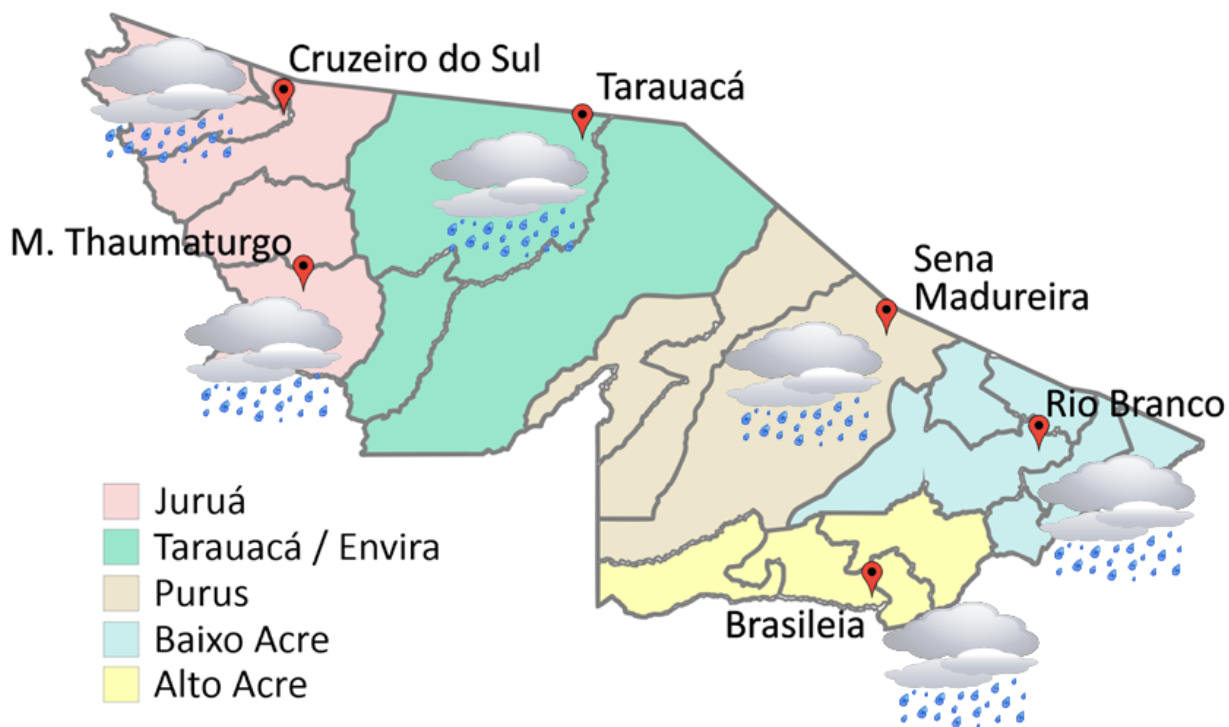 Cruzeiro do Sul
Tarauacá
M. Thaumaturgo
Sena
Madureira
Rio Branco
Brasileia
Juruá
Tarauacá / Envira
Purus
Baixo Acre
Alto Acre